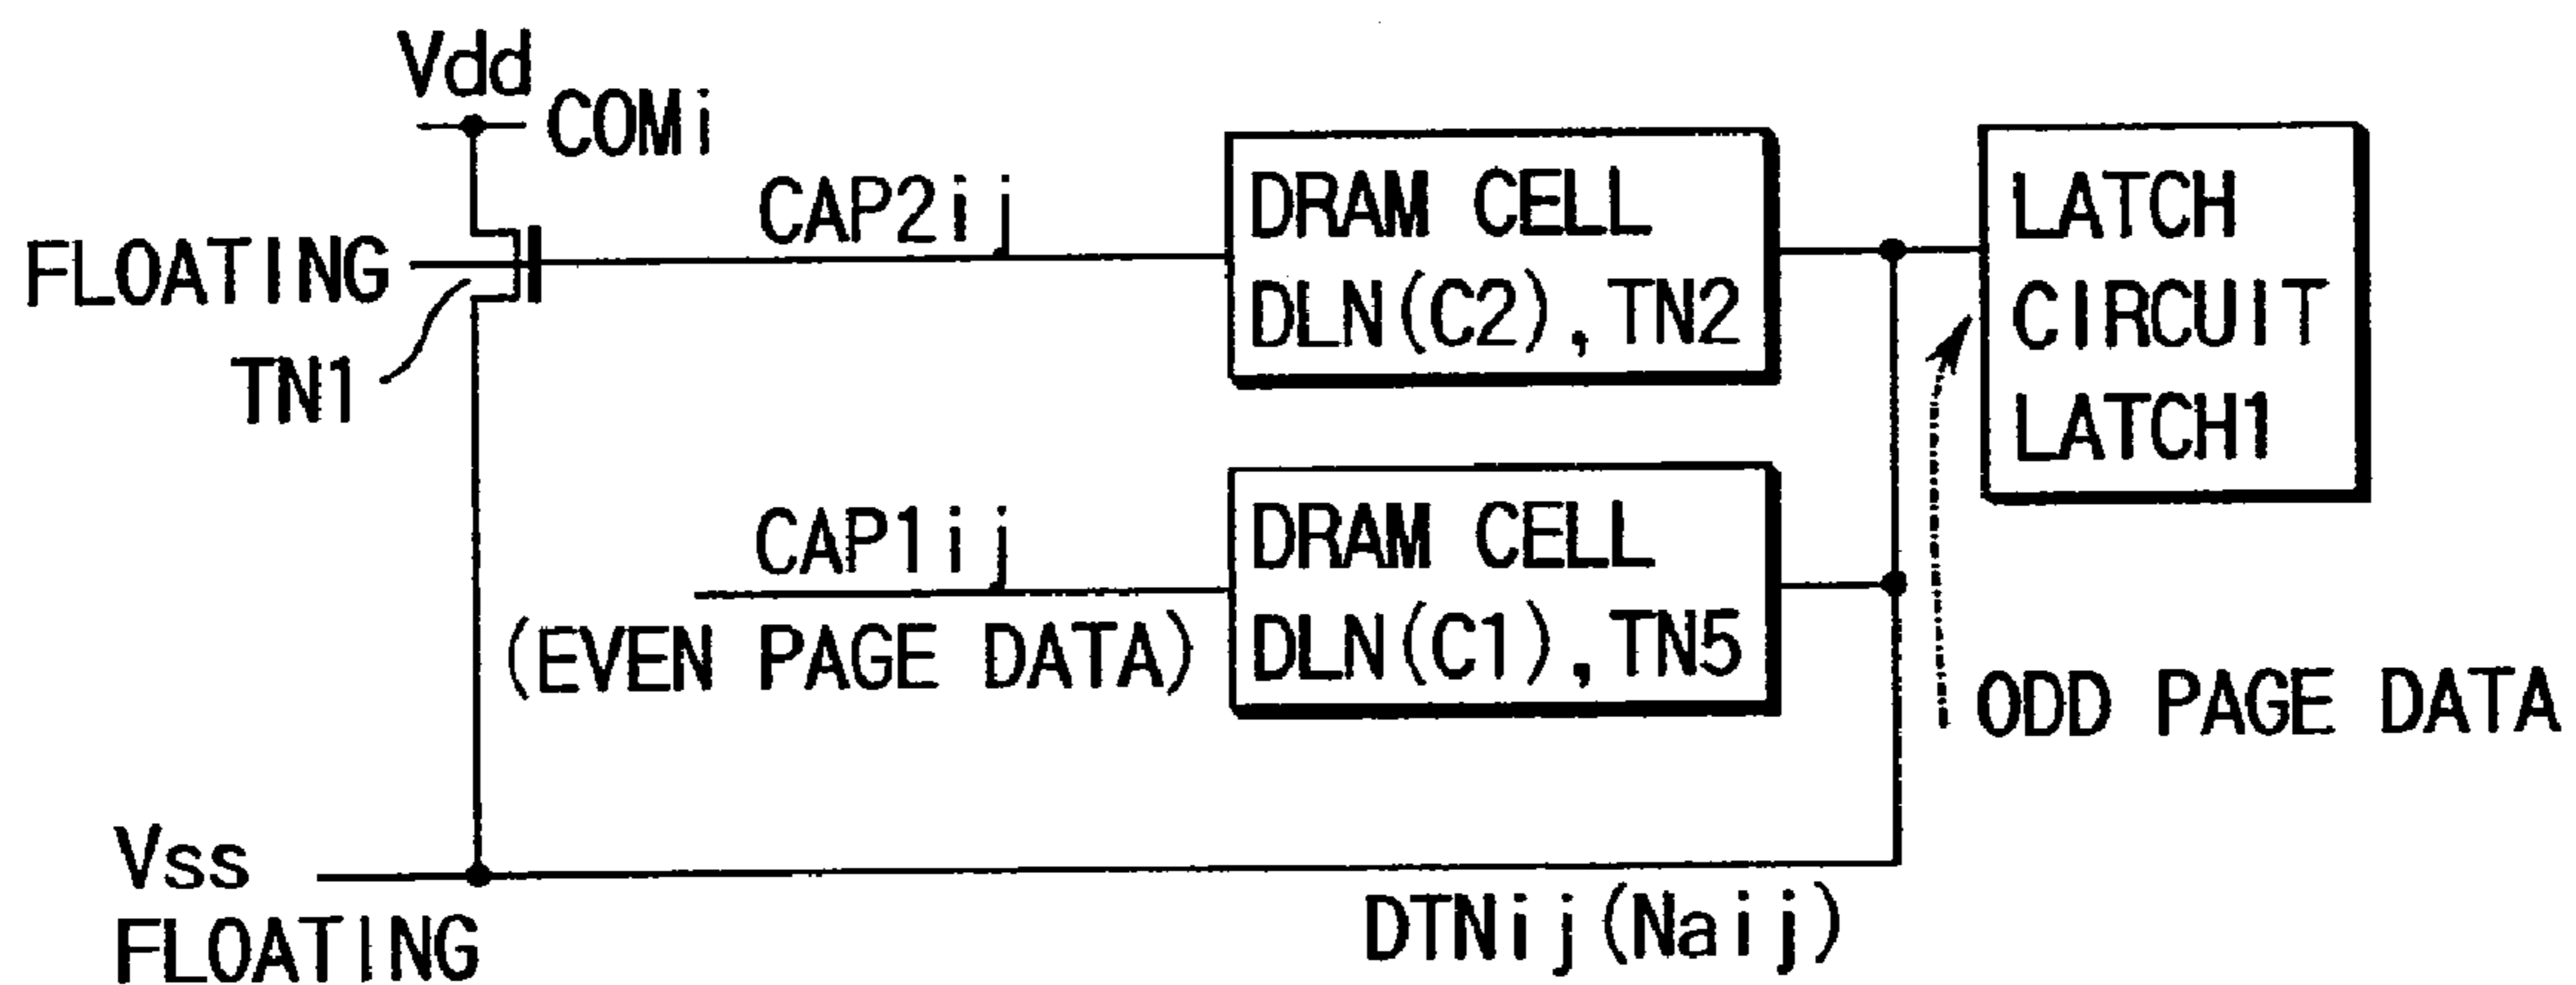 Vdd
COMi
CAP2ij
FLOATING
TN1
DRAM CELL
DLN(C2),TN2
LATCH
CIRCUIT
LATCH1
CAP1ij
(EVEN PAGE DATA)
DRAM CELL
DLN(C1),TN5
ODD PAGE DATA
Vss
FLOATING
DTNij(Naij)